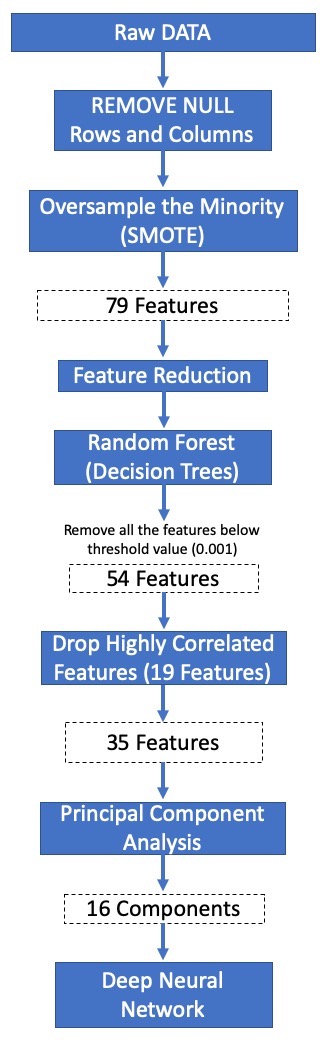 Raw DATA
REMOVE NULL
Rows and Columns
Oversample the Minority
(SMOTE)
79 Features
Feature Reduction
Random Forest
(Decision Trees)
Remove all the features below
threshold value (0.001)
54 Features
Drop Highly Correlated
Features (19 Features)
35 Features
Principal Component
Analysis
16 Components
Deep Neural
Network